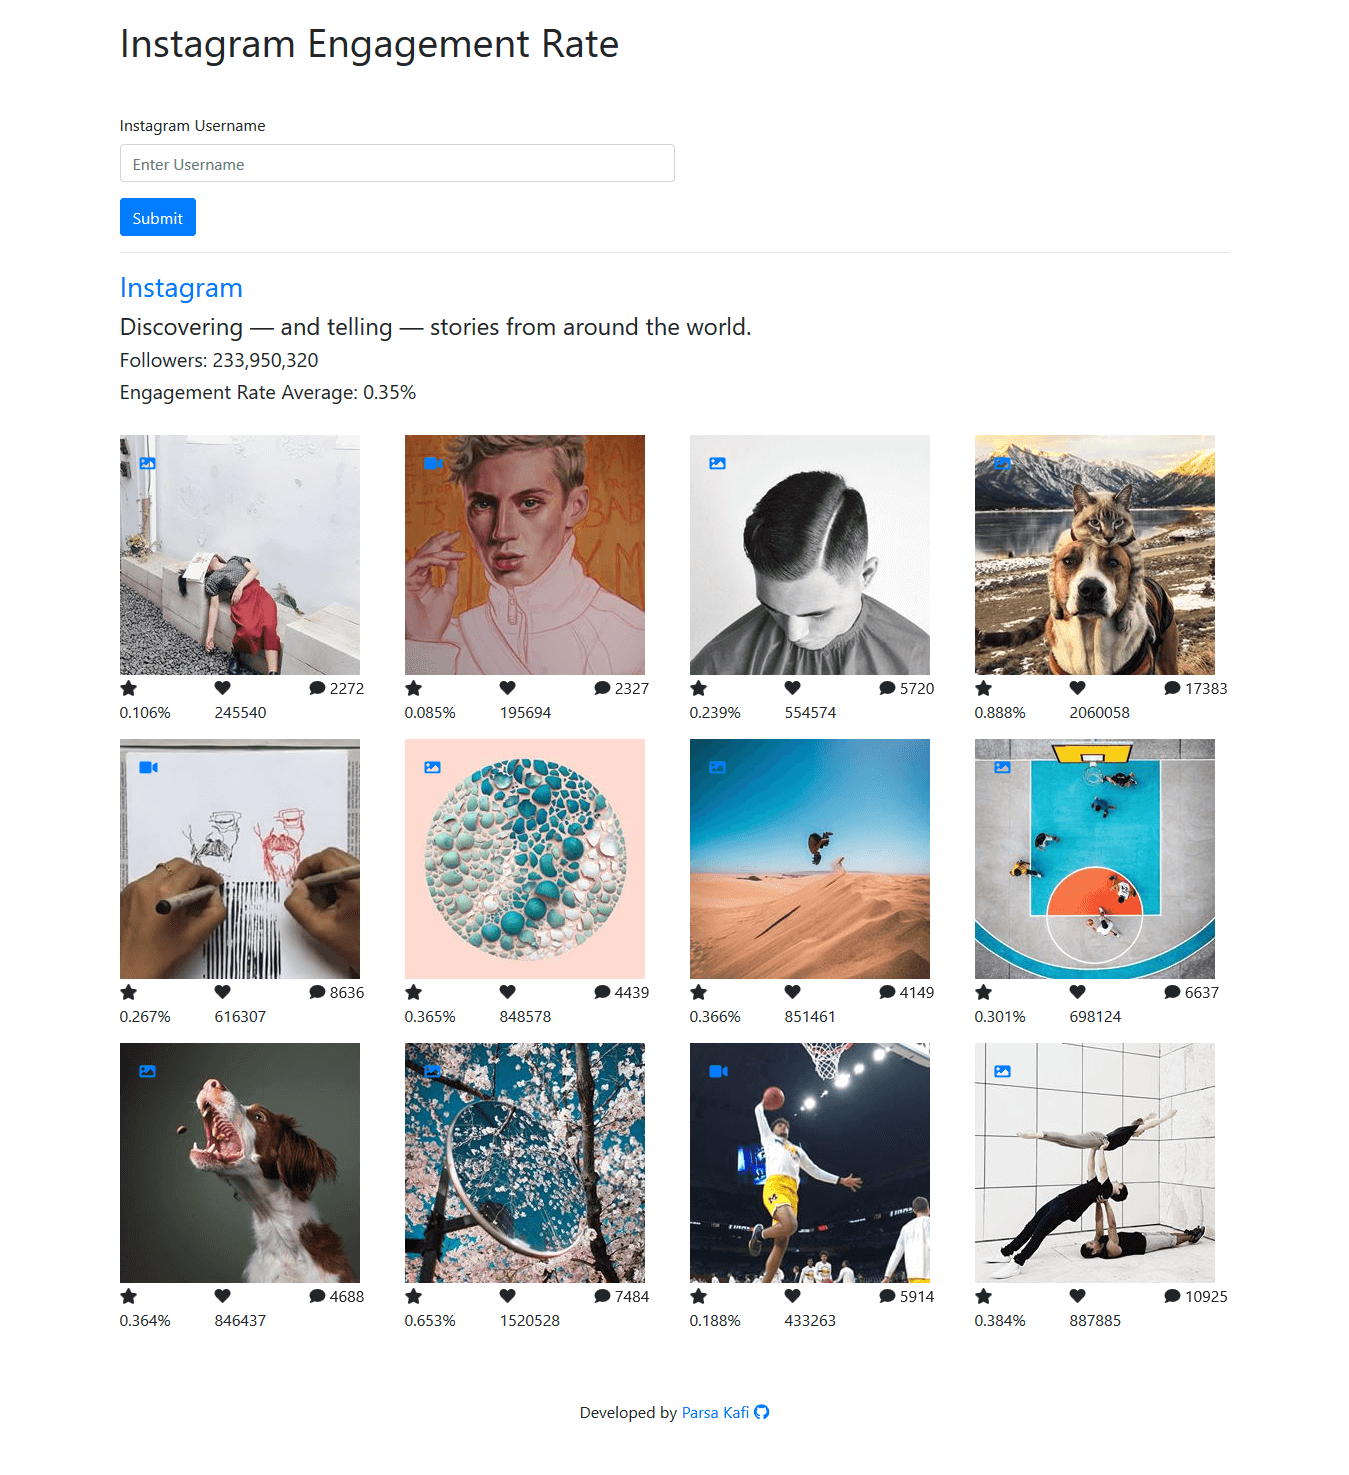 Instagram Engagement Rate
Instagram Username
Enter Username
Submit
Instagram
Discovering — and telling — stories from around the world.
Followers: 233,950,320
Engagement Rate Average: 0.35%
2272 2327 5720 17383
0.106% 245540 0.085% 195694 0.239% 554574 0.888% 2060058
8636 4439 4149 6637
0.267% 616307 0.365% 848578 0.366% 851461 0.301% 698124
4688 7484 5914 10925
0.364% 846437 0.653% 1520528 0.188% 433263 0.384% 887885
Developed by Parsa Kafi